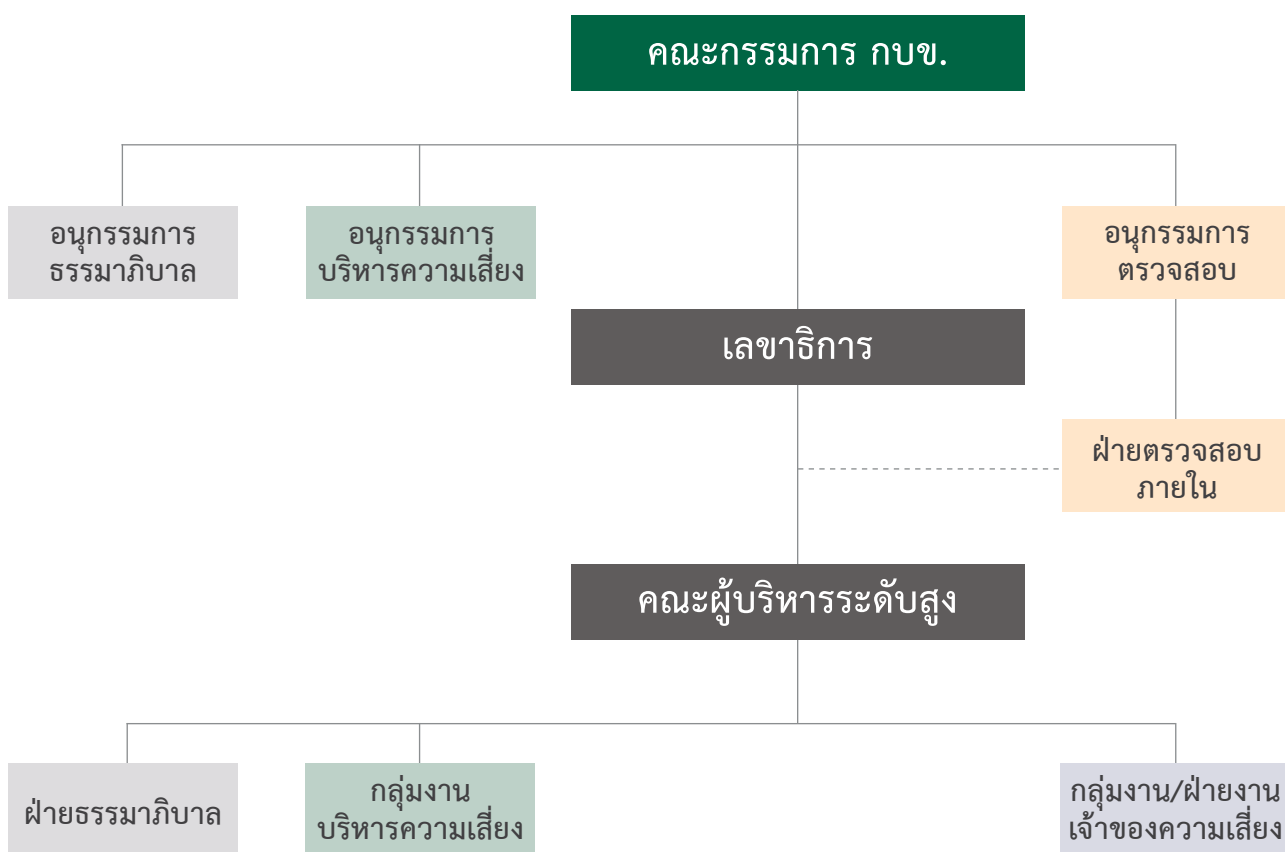 คณะกรรมการ กบข.
อนุกรรมการ
ธรรมาภิบาล
อนุกรรมการ
บริหารความเสี่ยง
อนุกรรมการ
ตรวจสอบ
เลขาธิการ
ฝ่ายตรวจสอบ
ภายใน
คณะผู้บริหารระดับสูง
ฝ่ายธรรมาภิบาล
กลุ่มงาน
บริหารความเสี่ยง
กลุ่มงาน/ฝ่ายงาน
เจ้าของความเสี่ยง